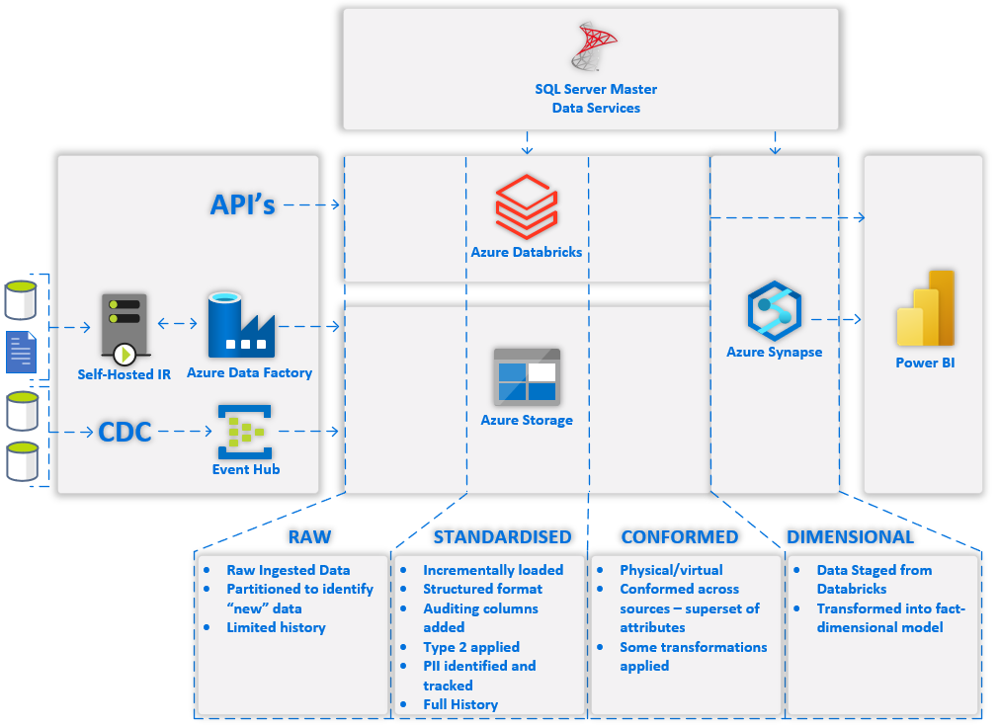 SQL Server Master
Data Services
API's
Azure Databricks
Self-Hosted IR
Azure Data Factory
Azure Synapse
Power BI
Azure Storage
CDC
Event Hub
RAW
• Raw Ingested Data
• Partitioned to identify
“new” data
• Limited history
STANDARDISED
• Incrementally loaded
• Structured format
• Auditing columns
added
• Type 2 applied
• PII identified and
tracked
• Full History
CONFORMED
• Physical/virtual
• Conformed across
sources – superset of
attributes
• Some transformations
applied
DIMENSIONAL
• Data Staged from
Databricks
• Transformed into fact-
dimensional model